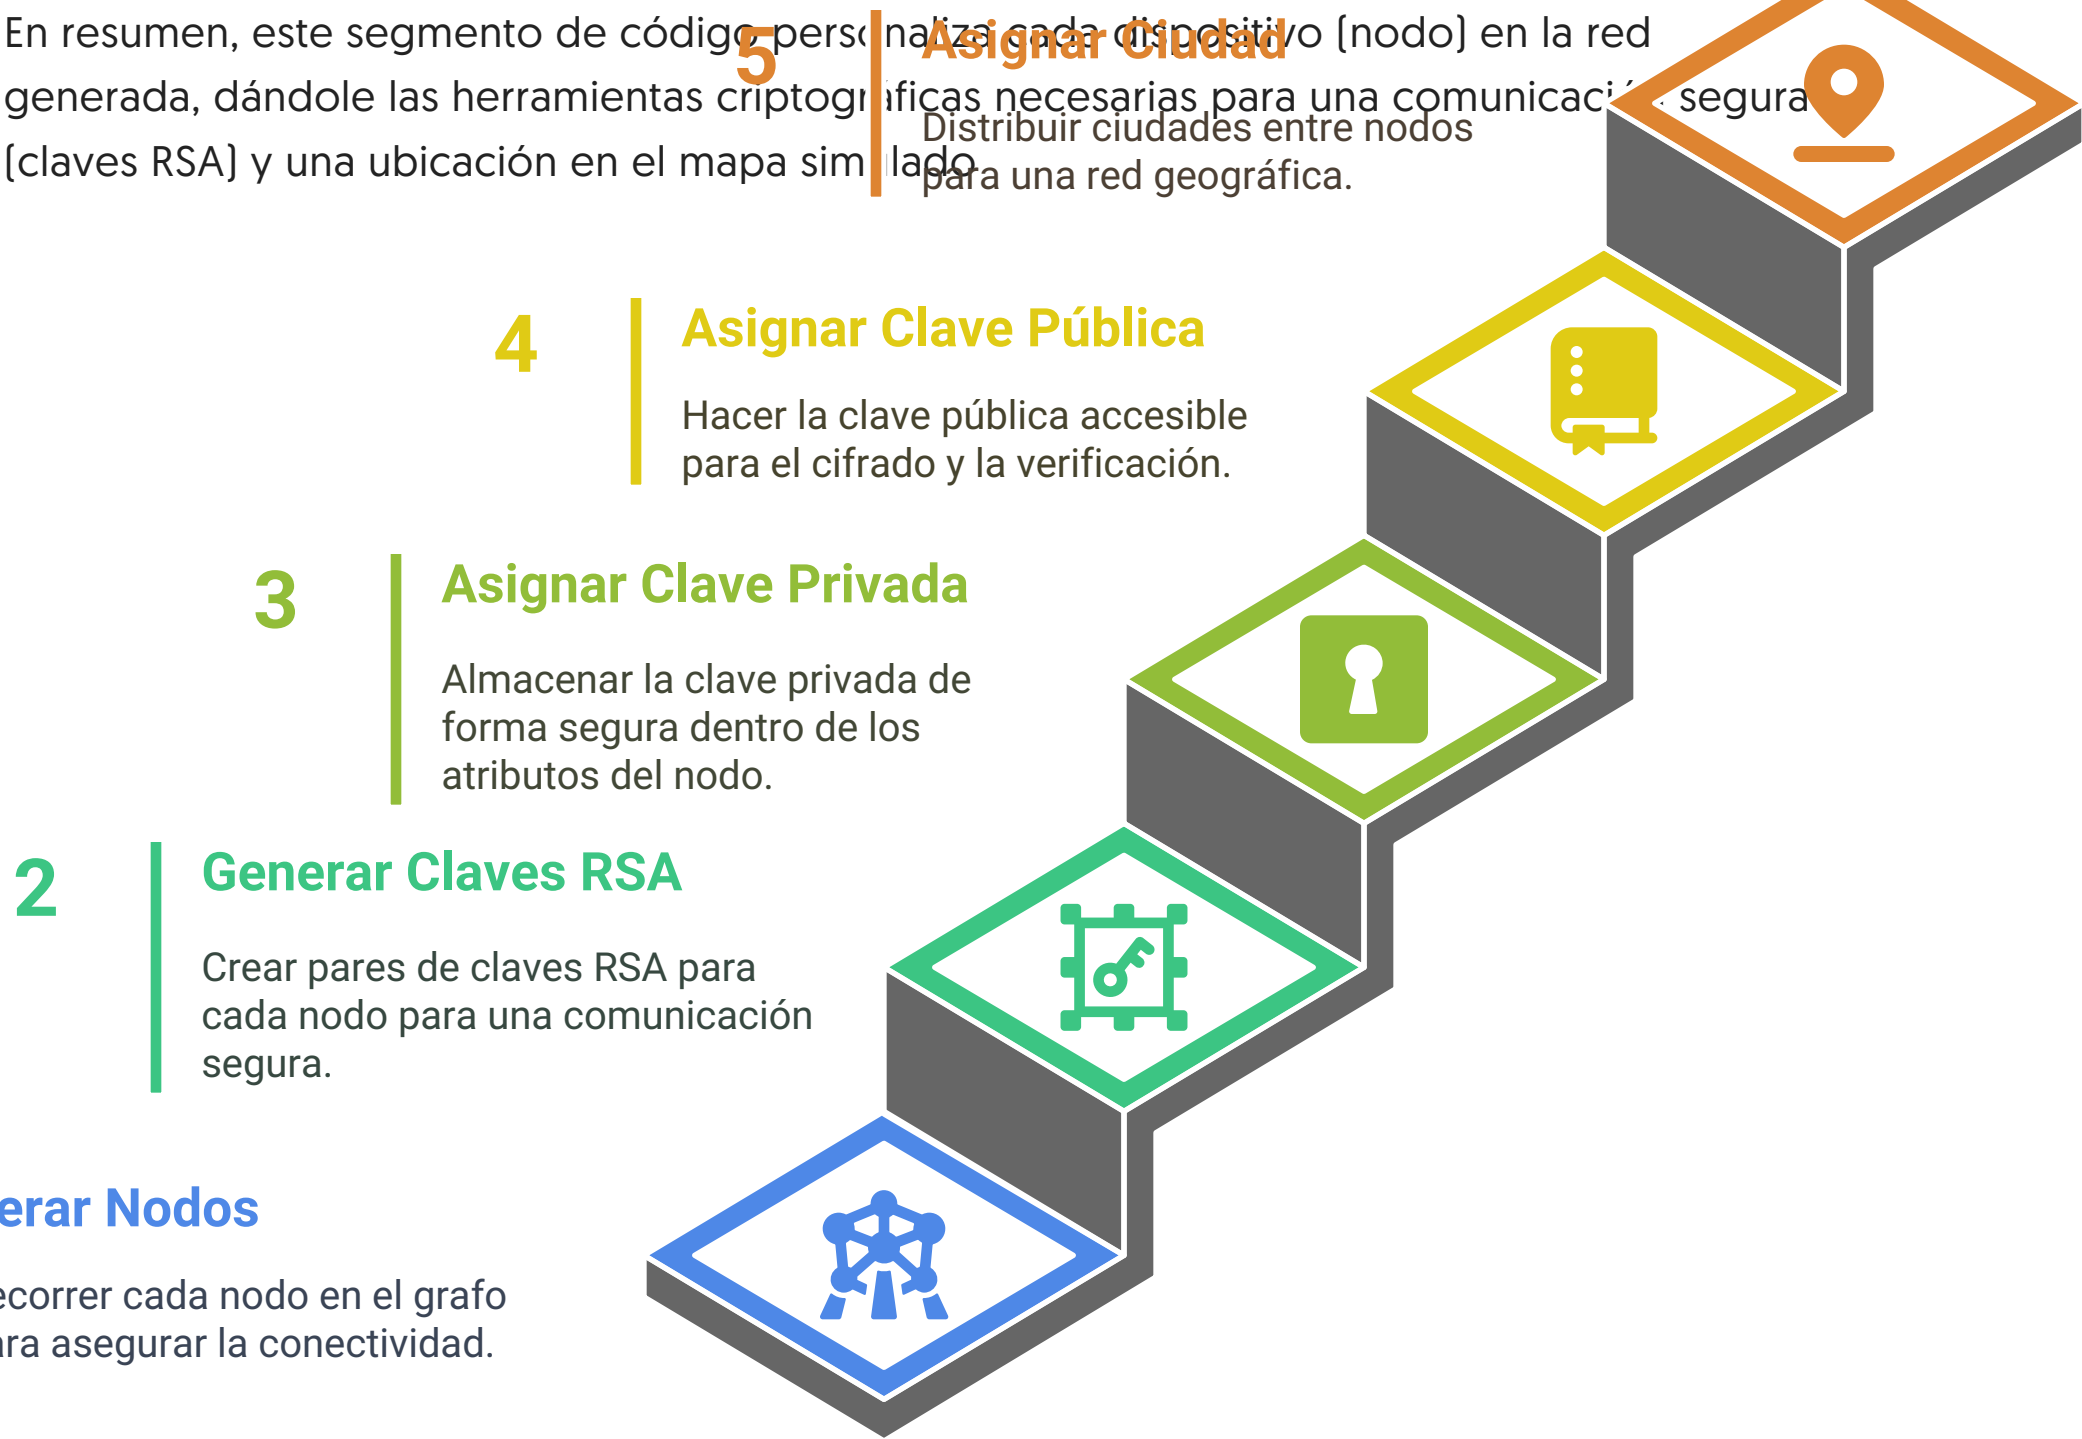 En resumen, este segmento de código personaliza cada dispositivo (nodo) en la red
generada, dándole las herramientas criptográficas necesarias para una comunicación segura
(claves RSA) y una ubicación en el mapa simulado
5
Asignar Ciudad
Distribuir ciudades entre nodos
para una red geográfica.
4
Asignar Clave Pública
Hacer la clave pública accesible
para el cifrado y la verificación.
3
Asignar Clave Privada
Almacenar la clave privada de
forma segura dentro de los
atributos del nodo.
2
Generar Claves RSA
Crear pares de claves RSA para
cada nodo para una comunicación
segura.
erar Nodos
ecorrer cada nodo en el grafo
ara asegurar la conectividad.